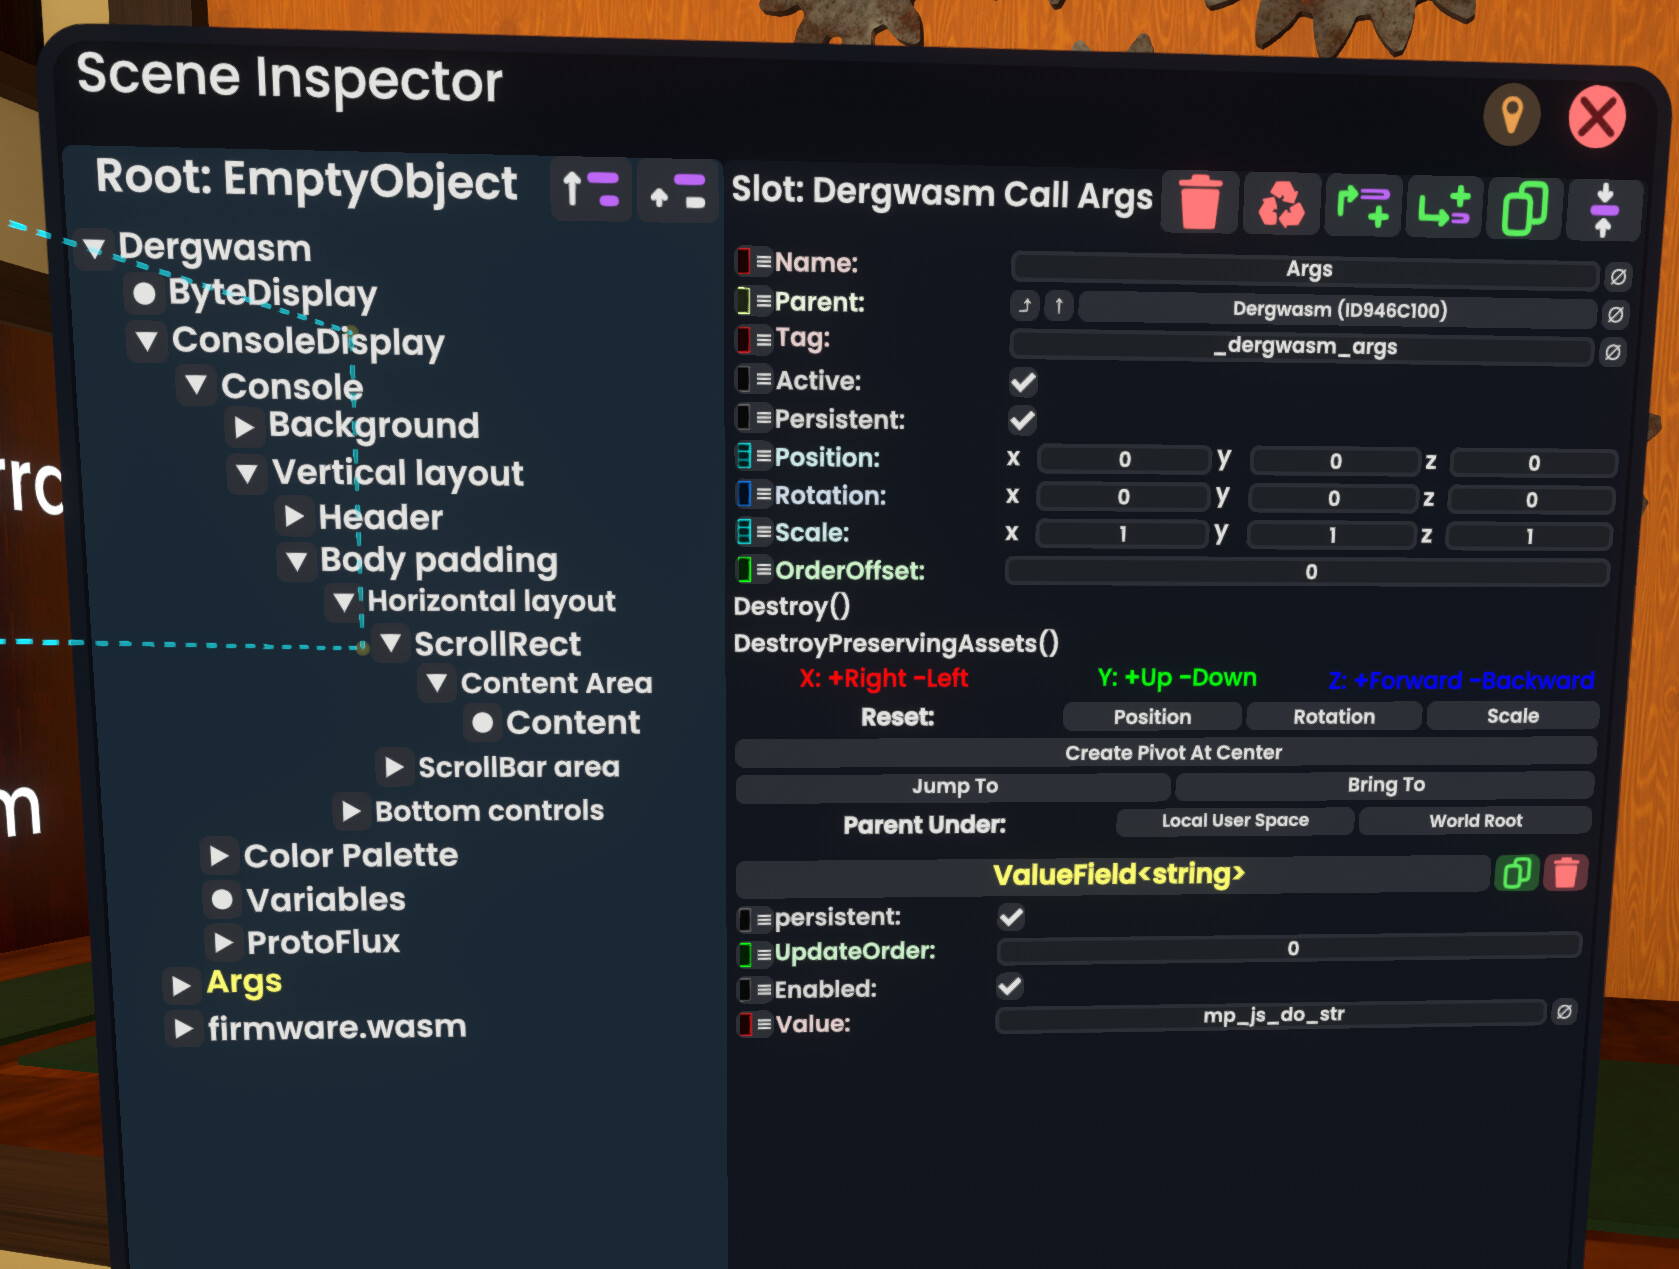 Scene Inspector
Root: EmptyObject
Dergwasm
ByteDisplay
ConsoleDisplay
Console
Background
Vertical layout
Header
Body padding
Horizontal layout
ScrollRect
Content Area
Content
ScrollBar area
Bottom controls
Color Palette
Variables
ProtoFlux
Args
firmware.wasm
Slot: Dergwasm Call Args
Name: Args Ø
Parent: Dergwasm (ID946C100) Ø
Tag: _dergwasm_args Ø
Active:
Persistent:
Position: x 0 y 0 z 0
Rotation: x 0 y 0 z 0
Scale: x 1 y 1 z 1
OrderOffset: 0
Destroy()
DestroyPreservingAssets()
X: +Right -Left Y: +Up -Down Z: +Forward -Backward
Reset: Position Rotation Scale
Create Pivot At Center
Jump To Bring To
Parent Under: Local User Space World Root
ValueField<string>
persistent:
UpdateOrder: 0
Enabled:
Value: mp_js_do_str Ø